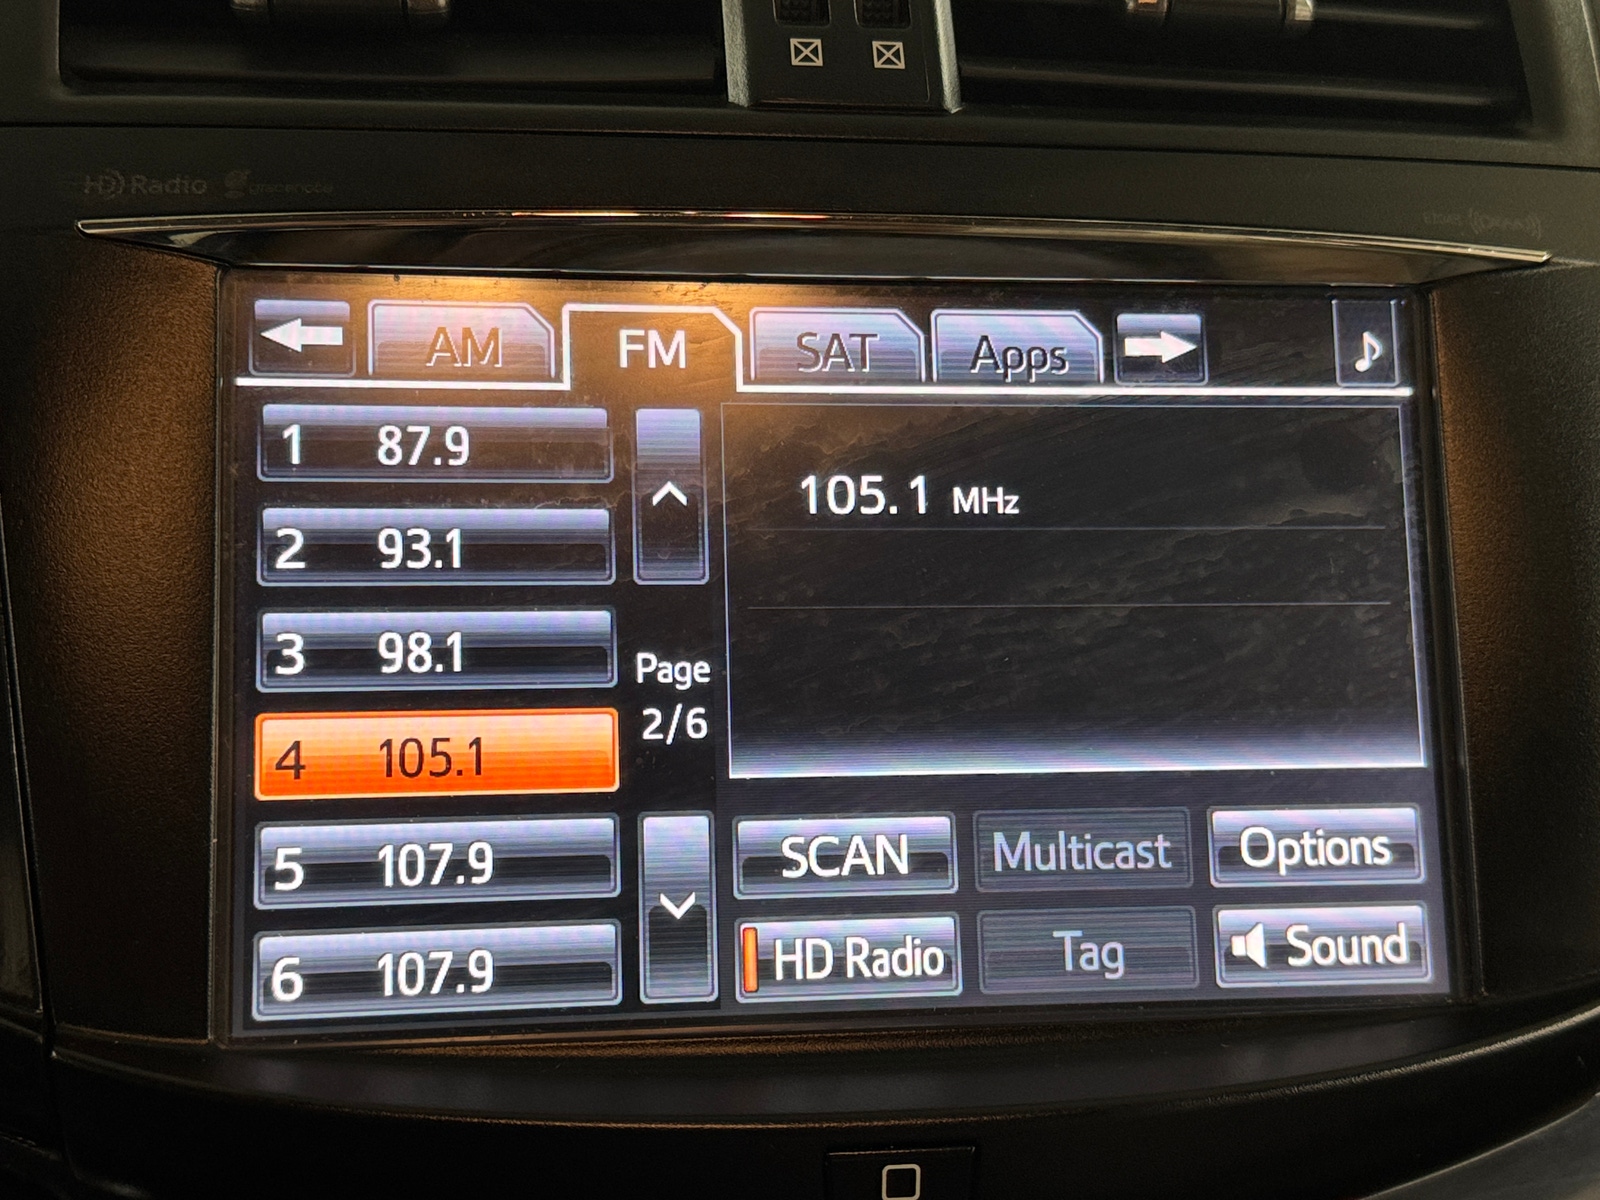 HD Radio gracenote
AM FM SAT Apps
1 87.9
2 93.1
3 98.1
4 105.1
5 107.9
6 107.9
Page
2/6
105.1 MHz
SCAN Multicast Options
HD Radio Tag Sound